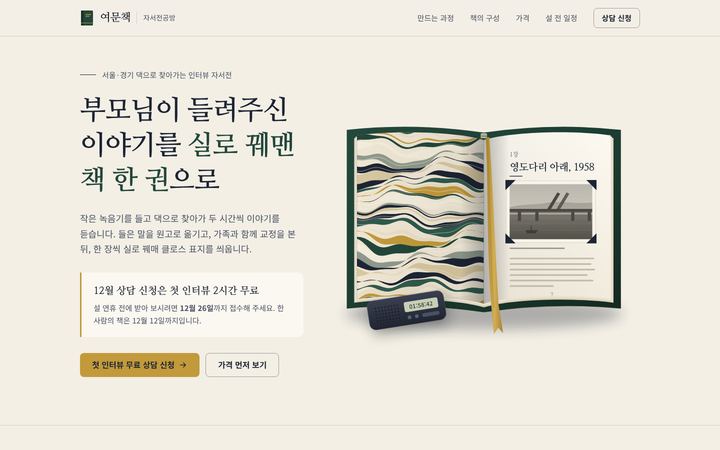 여문책 자서전공방
만드는 과정 책의 구성 가격 설 전 일정 상담 신청
서울·경기 댁으로 찾아가는 인터뷰 자서전
부모님이 들려주신
이야기를 실로 꿰맨
책 한 권으로
작은 녹음기를 들고 댁으로 찾아가 두 시간씩 이야기를
듣습니다. 들은 말을 원고로 옮기고, 가족과 함께 교정을 본
뒤, 한 장씩 실로 꿰매 클로스 표지를 씌웁니다.
12월 상담 신청은 첫 인터뷰 2시간 무료
설 연휴 전에 받아 보시려면 12월 26일까지 접수해 주세요. 한
사람의 책은 12월 12일까지입니다.
첫 인터뷰 무료 상담 신청 →
가격 먼저 보기
1장
영도다리 아래, 1958
7
01:58:42